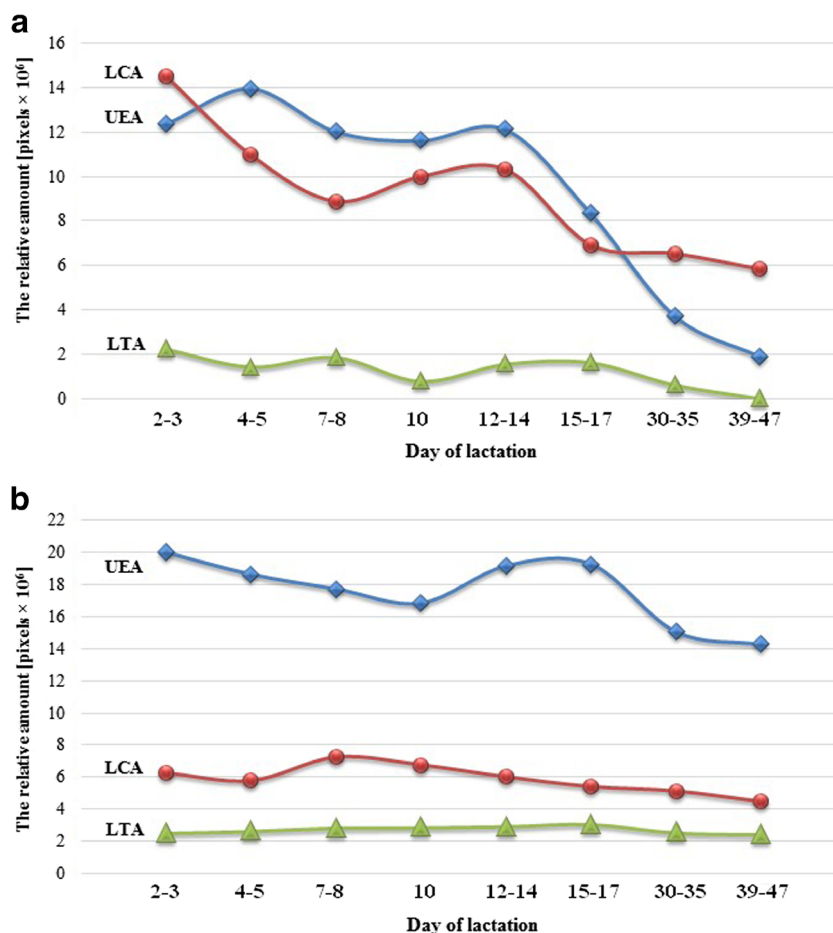 a
16
14
12
10
8
6
4
2
0
The relative amount [pixels × 10⁶]
LCA
UEA
LTA
2-3 4-5 7-8 10 12-14 15-17 30-35 39-47
Day of lactation
b
22
20
18
16
14
12
10
8
6
4
2
0
The relative amount [pixels × 10⁶]
UEA
LCA
LTA
2-3 4-5 7-8 10 12-14 15-17 30-35 39-47
Day of lactation